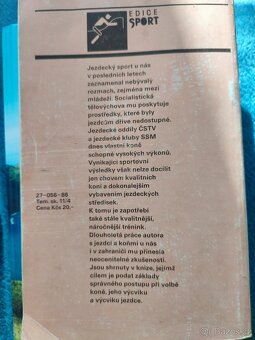 EDICE
SPORT
Jezdecký sport u nás
v posledních letech
zaznamenal nebývalý
rozmach, zejména mezi
mládeží. Socialistická
tělovýchova mu poskytuje
prostředky, které byly
jezdcům dříve nedostupné.
Jezdecké oddíly ČSTV
a jezdecké kluby SSM
dnes vlastní koně
schopné vysokých výkonů.
Vynikající sportovní
výsledky však nelze docílit
jen chovem kvalitních
koní a dokonalejším
vybavením jezdeckých
středisek.
K tomu je zapotřebí
také stálé kvalitnější,
náročnější trénink.
Dlouholetá práce autora
s jezdci a koňmi u nás
i v zahraničí mu přinesla
neocenitelné zkušenosti.
Jsou shrnuty v knize, jejímž
cílem je podat základy
správného postupu při volbě
koně, jeho výcviku
a výcviku jezdce.
27-056-86
Tem. sk. 11/4
Cena Kčs 20,-